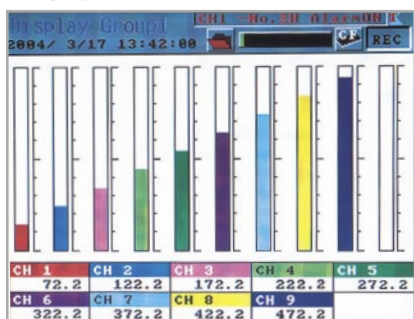 Display Group1
CH1 -No.2H AlarmON
2004/ 3/17 13:42:00
CF
REC
CH 1 CH 2 CH 3 CH 4 CH 5
72.2 122.2 172.2 222.2 272.2
CH 6 CH 7 CH 8 CH 9
322.2 372.2 422.2 472.2